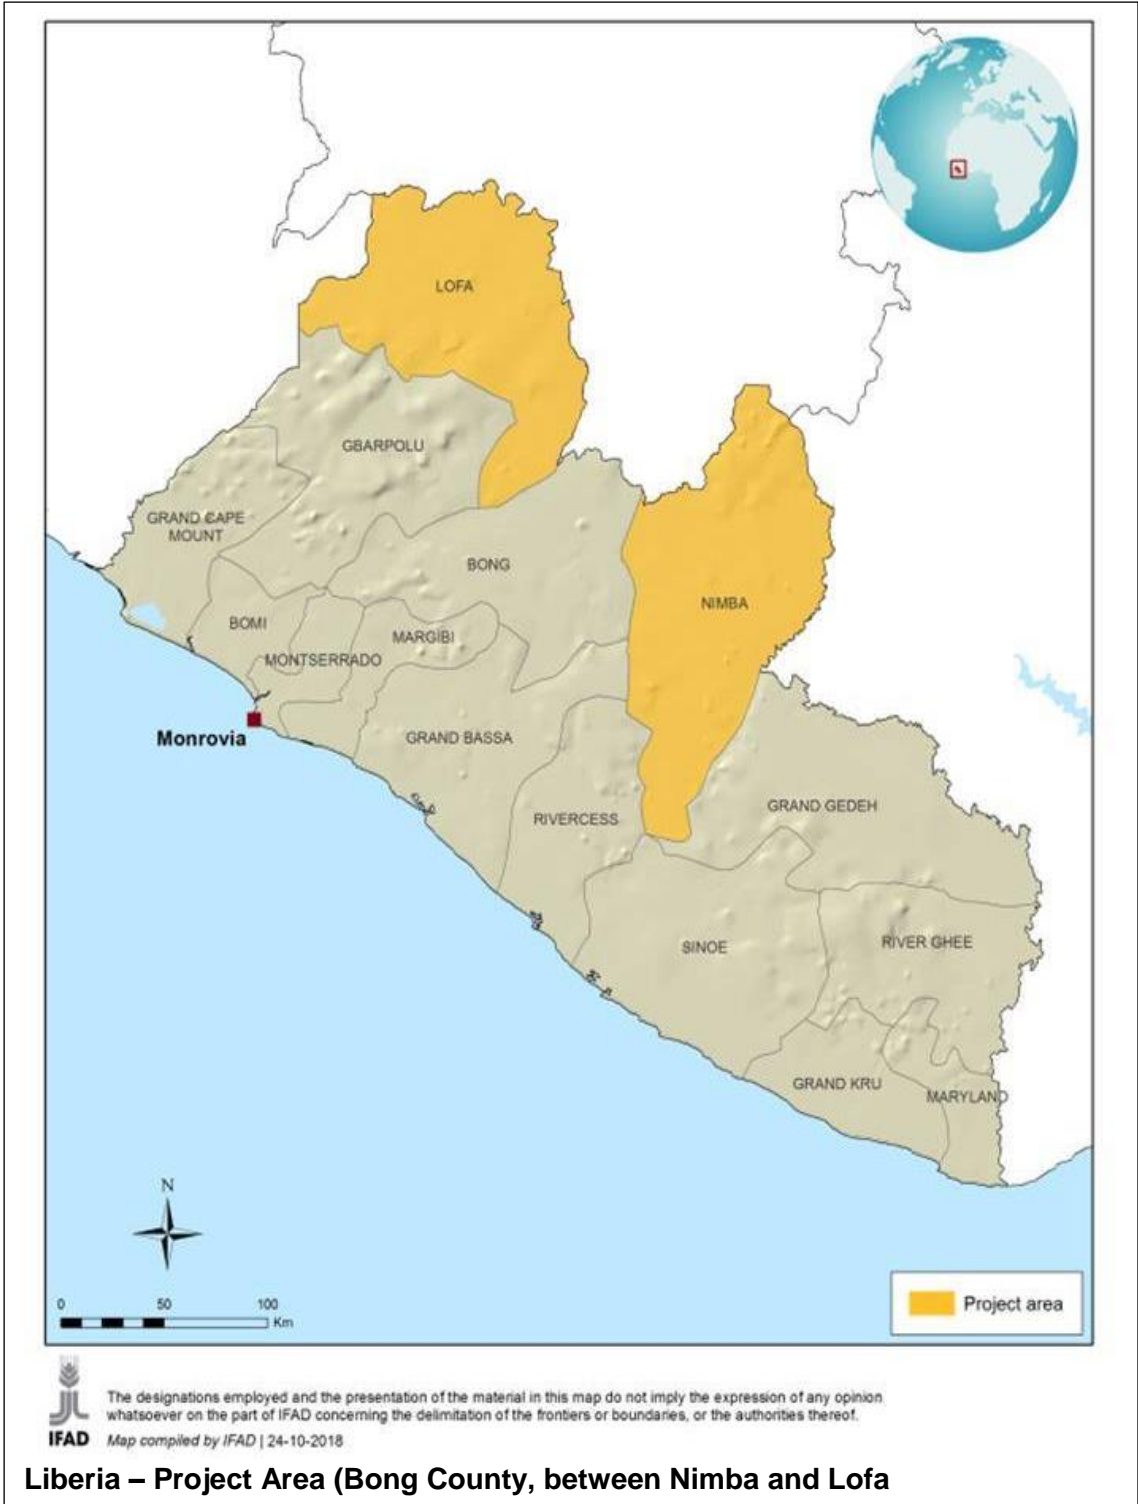 LOFA
GBARPOLU
GRAND CAPE
MOUNT
BONG
NIMBA
BOMI
MARGIBI
MONTSERRADO
Monrovia
GRAND BASSA
RIVERCESS
GRAND GEDEH
SINOE
RIVER GHEE
GRAND KRU
MARYLAND
N
0 50 100
Km
Project area
The designations employed and the presentation of the material in this map do not imply the expression of any opinion
whatsoever on the part of IFAD concerning the delimitation of the frontiers or boundaries, or the authorities thereof.
IFAD Map compiled by IFAD | 24-10-2018
Liberia – Project Area (Bong County, between Nimba and Lofa